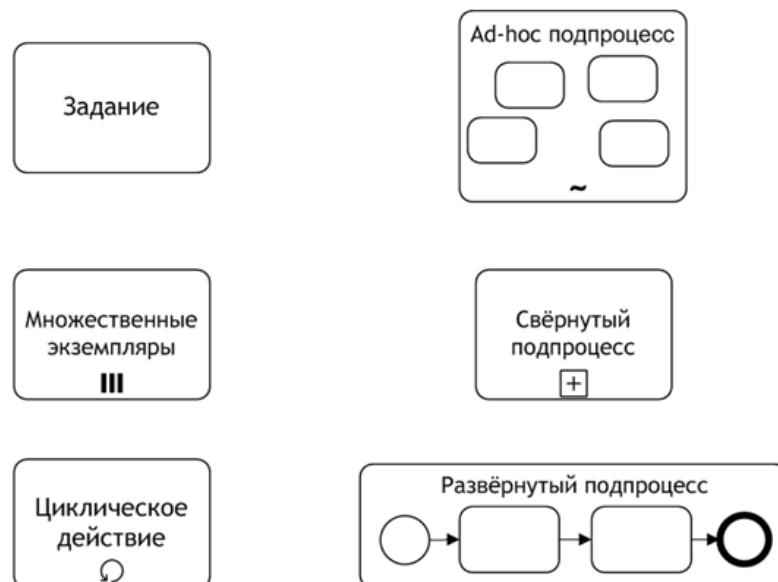 Задание
Ad-hoc подпроцесс
~
Множественные
экземпляры
Свёрнутый
подпроцесс
+
Циклическое
действие
Развёрнутый подпроцесс